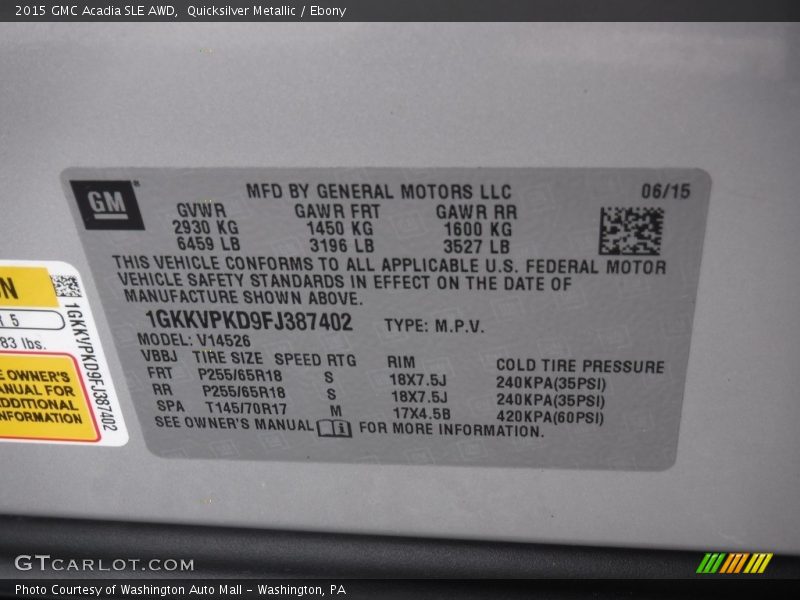 2015 GMC Acadia SLE AWD,  Quicksilver Metallic / Ebony
GM
MFD BY GENERAL MOTORS LLC 06/15
GVWR GAWR FRT GAWR RR
2930 KG 1450 KG 1600 KG
6459 LB 3196 LB 3527 LB
THIS VEHICLE CONFORMS TO ALL APPLICABLE U.S. FEDERAL MOTOR
VEHICLE SAFETY STANDARDS IN EFFECT ON THE DATE OF
MANUFACTURE SHOWN ABOVE.
1GKKVPKD9FJ387402 TYPE: M.P.V.
MODEL: V14526
VBBJ TIRE SIZE SPEED RTG RIM COLD TIRE PRESSURE
FRT P255/65R18 S 18X7.5J 240KPA(35PSI)
RR P255/65R18 S 18X7.5J 240KPA(35PSI)
SPA T145/70R17 M 17X4.5B 420KPA(60PSI)
SEE OWNER'S MANUAL i FOR MORE INFORMATION.
N
5
83 lbs.
OWNER'S
FOR
1GKKVPKD9FJ387402
GTCARLOT.COM
Photo Courtesy of Washington Auto Mall - Washington, PA